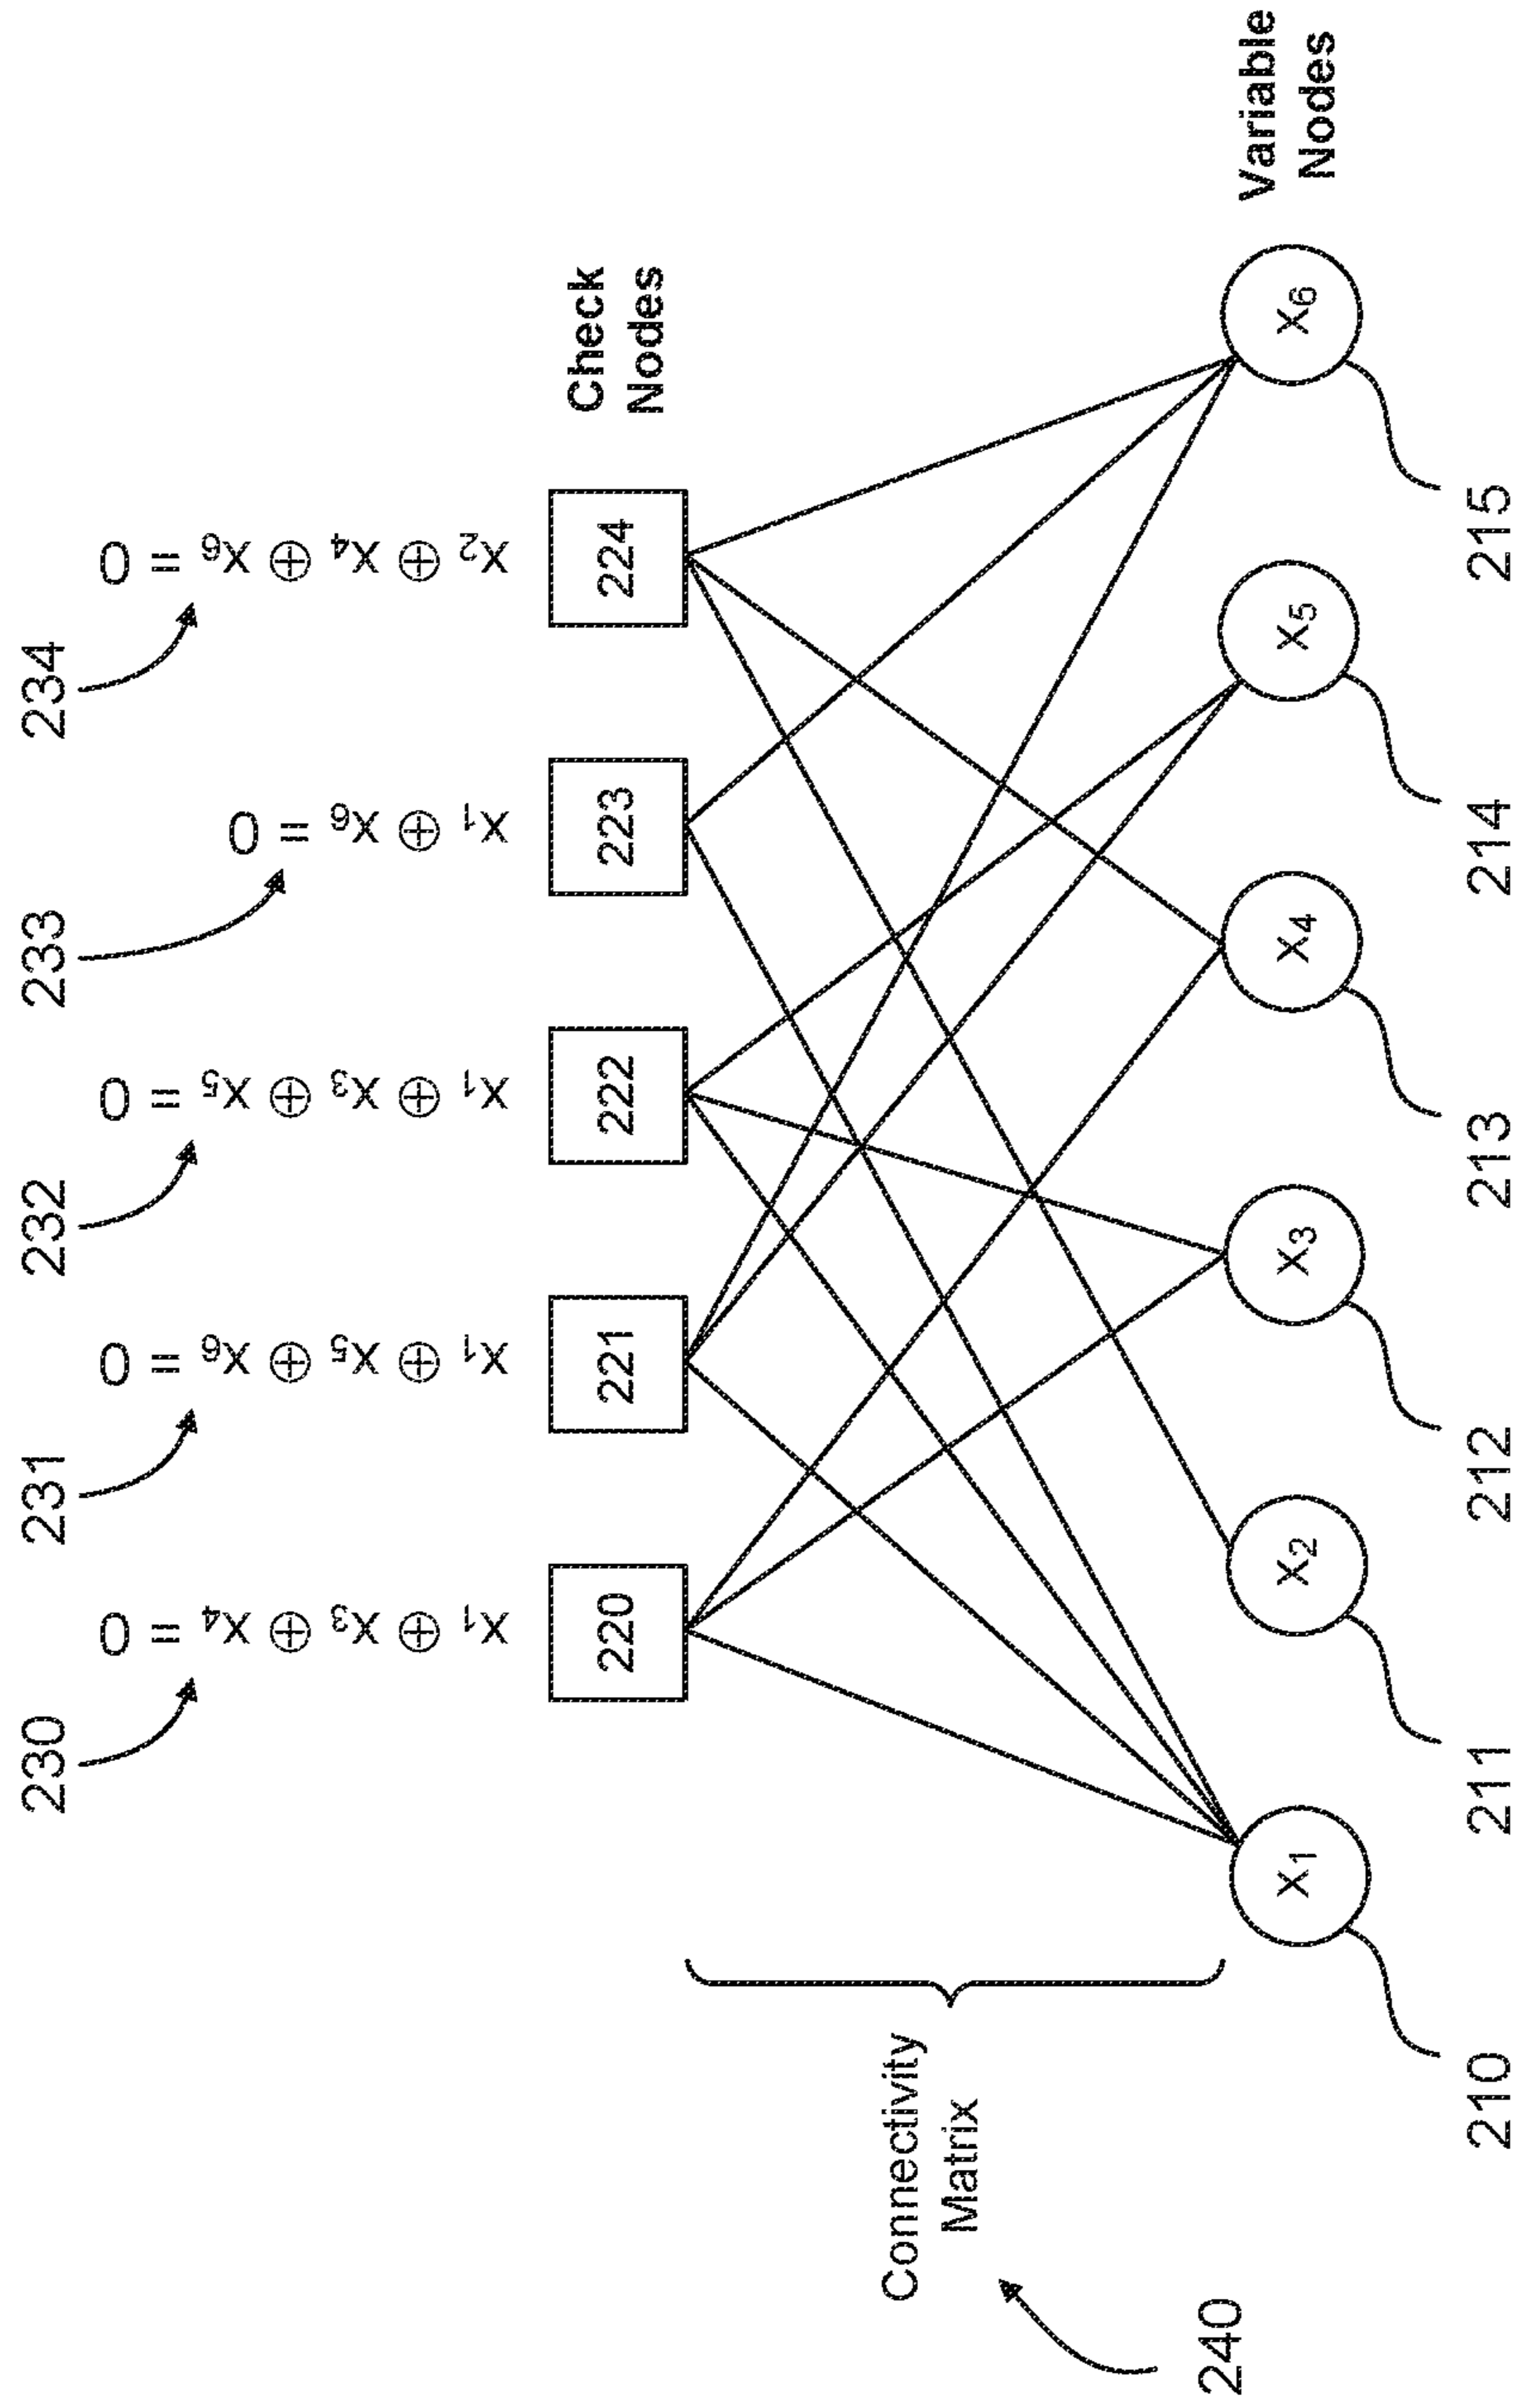 230
231
232
233
234
X1 ⊕ X3 ⊕ X4 = 0
X1 ⊕ X5 ⊕ X6 = 0
X1 ⊕ X3 ⊕ X5 = 0
X1 ⊕ X6 = 0
X2 ⊕ X4 ⊕ X6 = 0
220
221
222
223
224
Check
Nodes
Connectivity
Matrix
240
X1
X2
X3
X4
X5
X6
Variable
Nodes
210
211
212
213
214
215